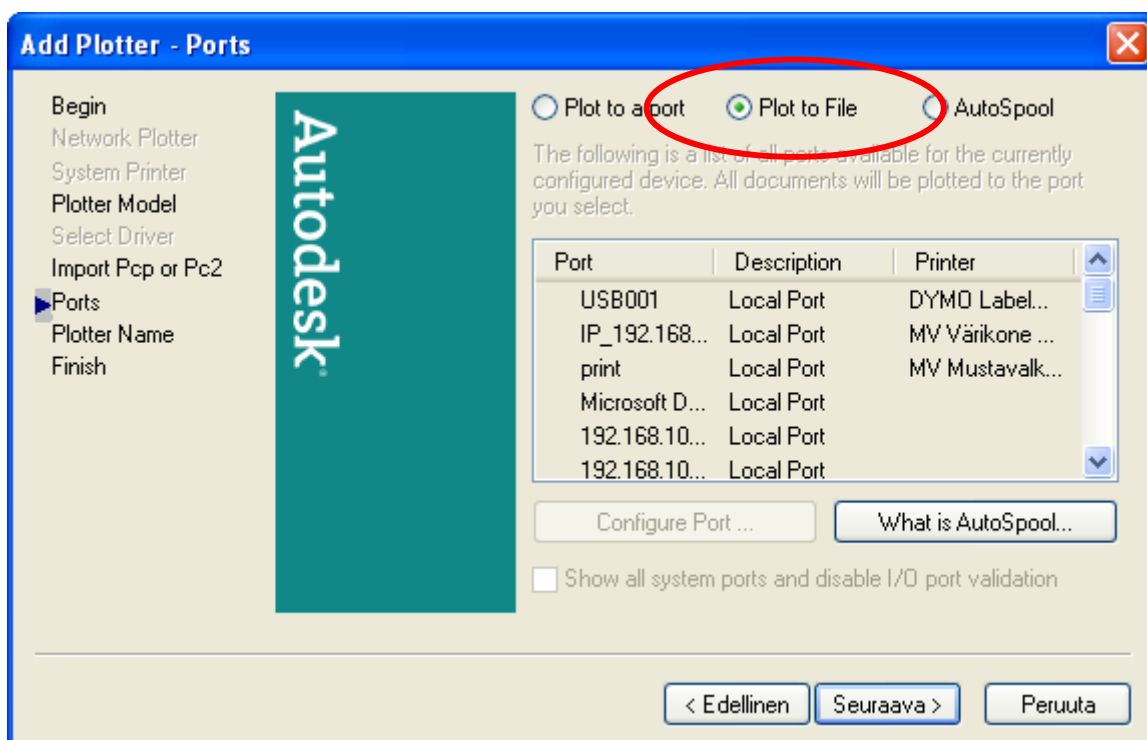 Add Plotter - Ports
Begin
Network Plotter
System Printer
Plotter Model
Select Driver
Import Pcp or Pc2
Ports
Plotter Name
Finish
Autodesk®
Plot to a port Plot to File AutoSpool
The following is a list of all ports available for the currently
configured device. All documents will be plotted to the port
you select.
Port Description Printer
USB001 Local Port DYMO Label...
IP_192.168... Local Port MV Värikone ...
print Local Port MV Mustavalk...
Microsoft D... Local Port
192.168.10... Local Port
192.168.10... Local Port
Configure Port ... What is AutoSpool...
Show all system ports and disable I/O port validation
< Edellinen Seuraava > Peruuta